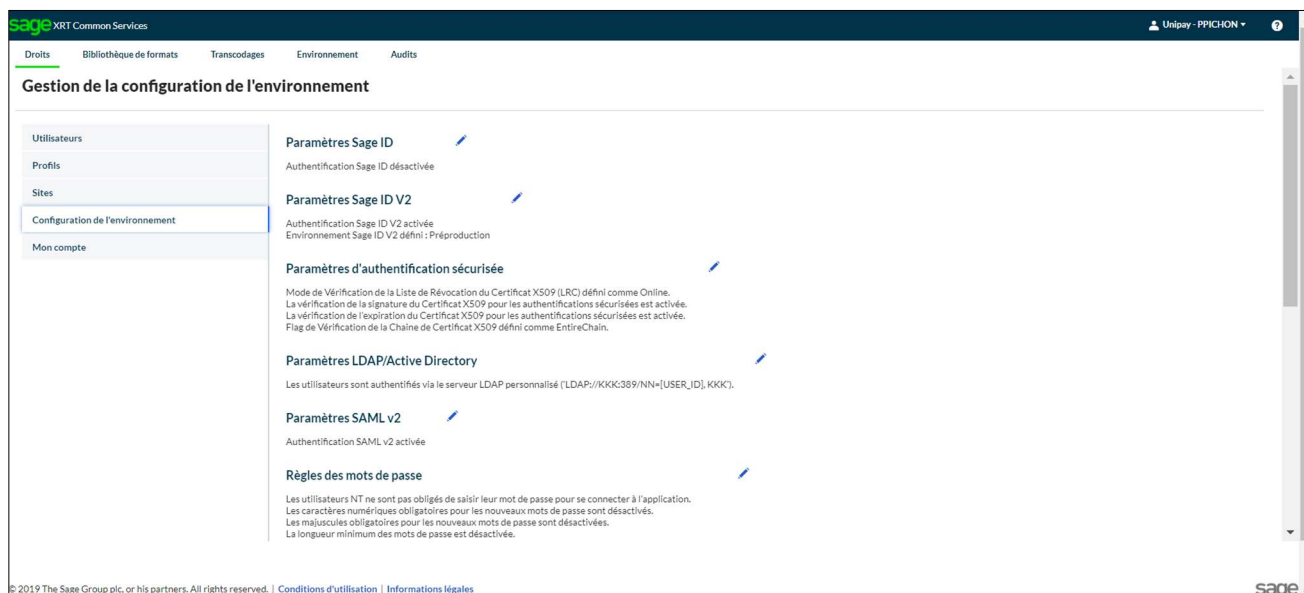 sage XRT Common Services
Unipay - PPICHON
Droits Bibliothèque de formats Transcodages Environnement Audits
Gestion de la configuration de l'environnement
Utilisateurs
Profils
Sites
Configuration de l'environnement
Mon compte
Paramètres Sage ID
Authentification Sage ID désactivée
Paramètres Sage ID V2
Authentification Sage ID V2 activée
Environnement Sage ID V2 défini : Préproduction
Paramètres d'authentification sécurisée
Mode de Vérification de la Liste de Révocation du Certificat X509 (LRC) défini comme Online.
La vérification de la signature du Certificat X509 pour les authentifications sécurisées est activée.
La vérification de l'expiration du Certificat X509 pour les authentifications sécurisées est activée.
Flag de Vérification de la Chaine de Certificat X509 défini comme EntireChain.
Paramètres LDAP/Active Directory
Les utilisateurs sont authentifiés via le serveur LDAP personnalisé ('LDAP://KKK:389/NN=[USER_ID], KKK').
Paramètres SAML v2
Authentification SAML v2 activée
Règles des mots de passe
Les utilisateurs NT ne sont pas obligés de saisir leur mot de passe pour se connecter à l'application.
Les caractères numériques obligatoires pour les nouveaux mots de passe sont désactivés.
Les majuscules obligatoires pour les nouveaux mots de passe sont désactivées.
La longueur minimum des mots de passe est désactivée.
© 2019 The Sage Group plc, or his partners. All rights reserved. | Conditions d'utilisation | Informations légales
sage